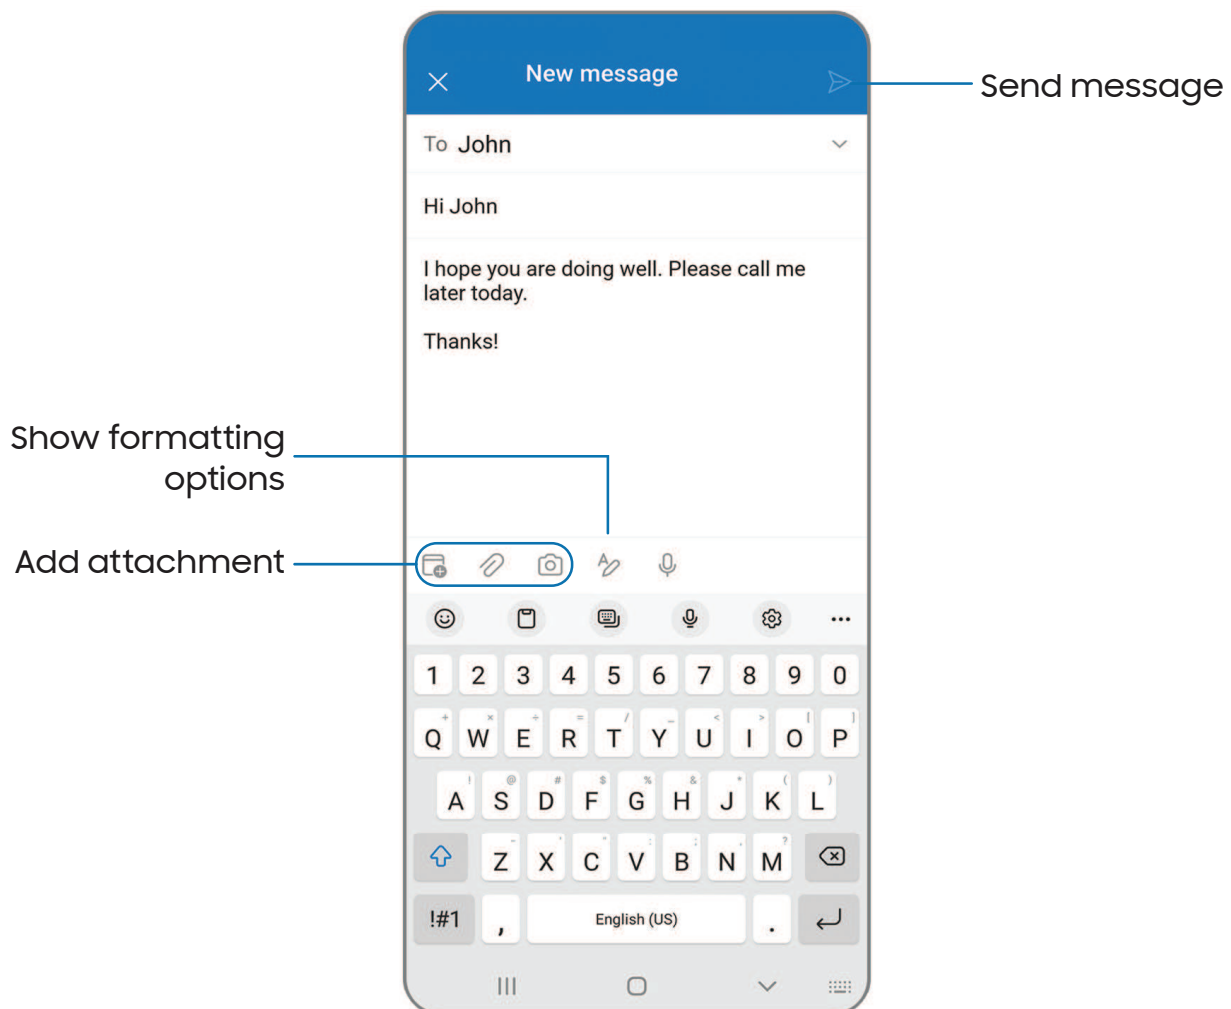 New message
Send message
To John
Hi John
I hope you are doing well. Please call me
later today.
Thanks!
Show formatting
options
Add attachment
1 2 3 4 5 6 7 8 9 0
+ × ÷ = / _ < > [ ]
Q W E R T Y U I O P
! @ # $ % & * ( )
A S D F G H J K L
- ' " : ; , ?
Z X C V B N M
!#1 , English (US) .